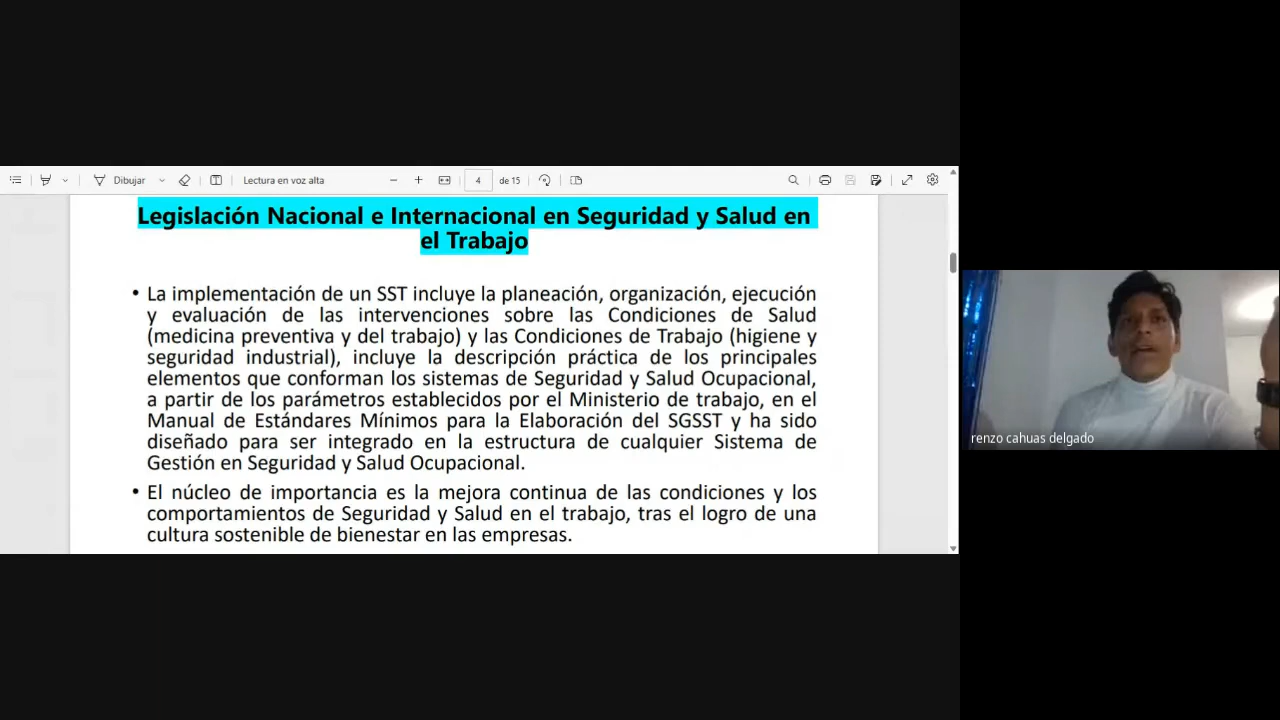 Dibujar
Lectura en voz alta
4
de 15
Legislación Nacional e Internacional en Seguridad y Salud en
el Trabajo
• La implementación de un SST incluye la planeación, organización, ejecución
y evaluación de las intervenciones sobre las Condiciones de Salud
(medicina preventiva y del trabajo) y las Condiciones de Trabajo (higiene y
seguridad industrial), incluye la descripción práctica de los principales
elementos que conforman los sistemas de Seguridad y Salud Ocupacional,
a partir de los parámetros establecidos por el Ministerio de trabajo, en el
Manual de Estándares Mínimos para la Elaboración del SGSST y ha sido
diseñado para ser integrado en la estructura de cualquier Sistema de
Gestión en Seguridad y Salud Ocupacional.
• El núcleo de importancia es la mejora continua de las condiciones y los
comportamientos de Seguridad y Salud en el trabajo, tras el logro de una
cultura sostenible de bienestar en las empresas.
renzo cahuas delgado